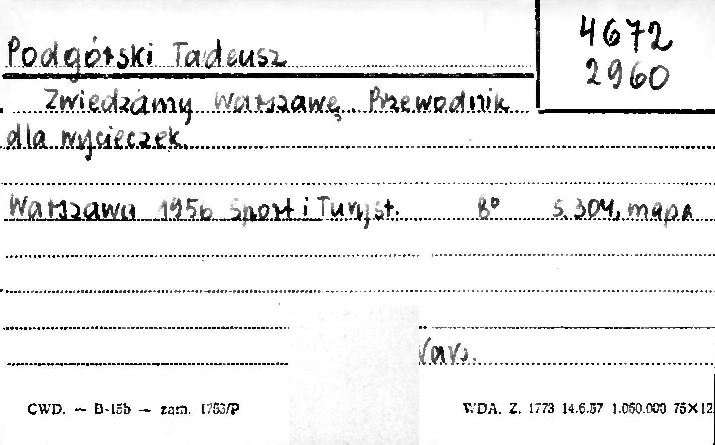 Podgórski Tadeusz
4672
2960
Zwiedzamy Warszawę. Przewodnik
dla wycieczek.
Warszawa 1956 Sport i Turyst. 8° s. 304, mapa
CWD. — B-15b — zam. 1753/P
WDA. Z. 1773 14.6.57 1.050.000 75×12